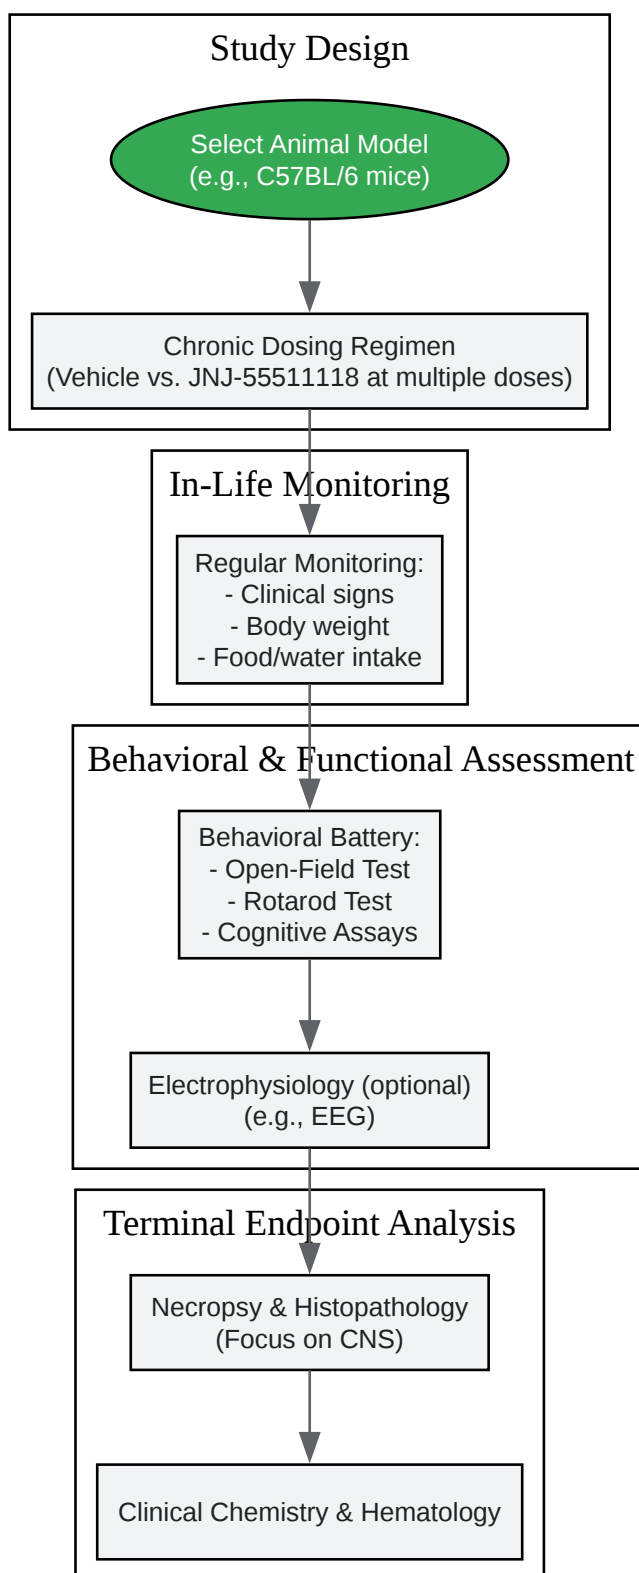 Study Design
Select Animal Model
(e.g., C57BL/6 mice)
Chronic Dosing Regimen
(Vehicle vs. JNJ-55511118 at multiple doses)
In-Life Monitoring
Regular Monitoring:
- Clinical signs
- Body weight
- Food/water intake
Behavioral & Functional Assessment
Behavioral Battery:
- Open-Field Test
- Rotarod Test
- Cognitive Assays
Electrophysiology (optional)
(e.g., EEG)
Terminal Endpoint Analysis
Necropsy & Histopathology
(Focus on CNS)
Clinical Chemistry & Hematology